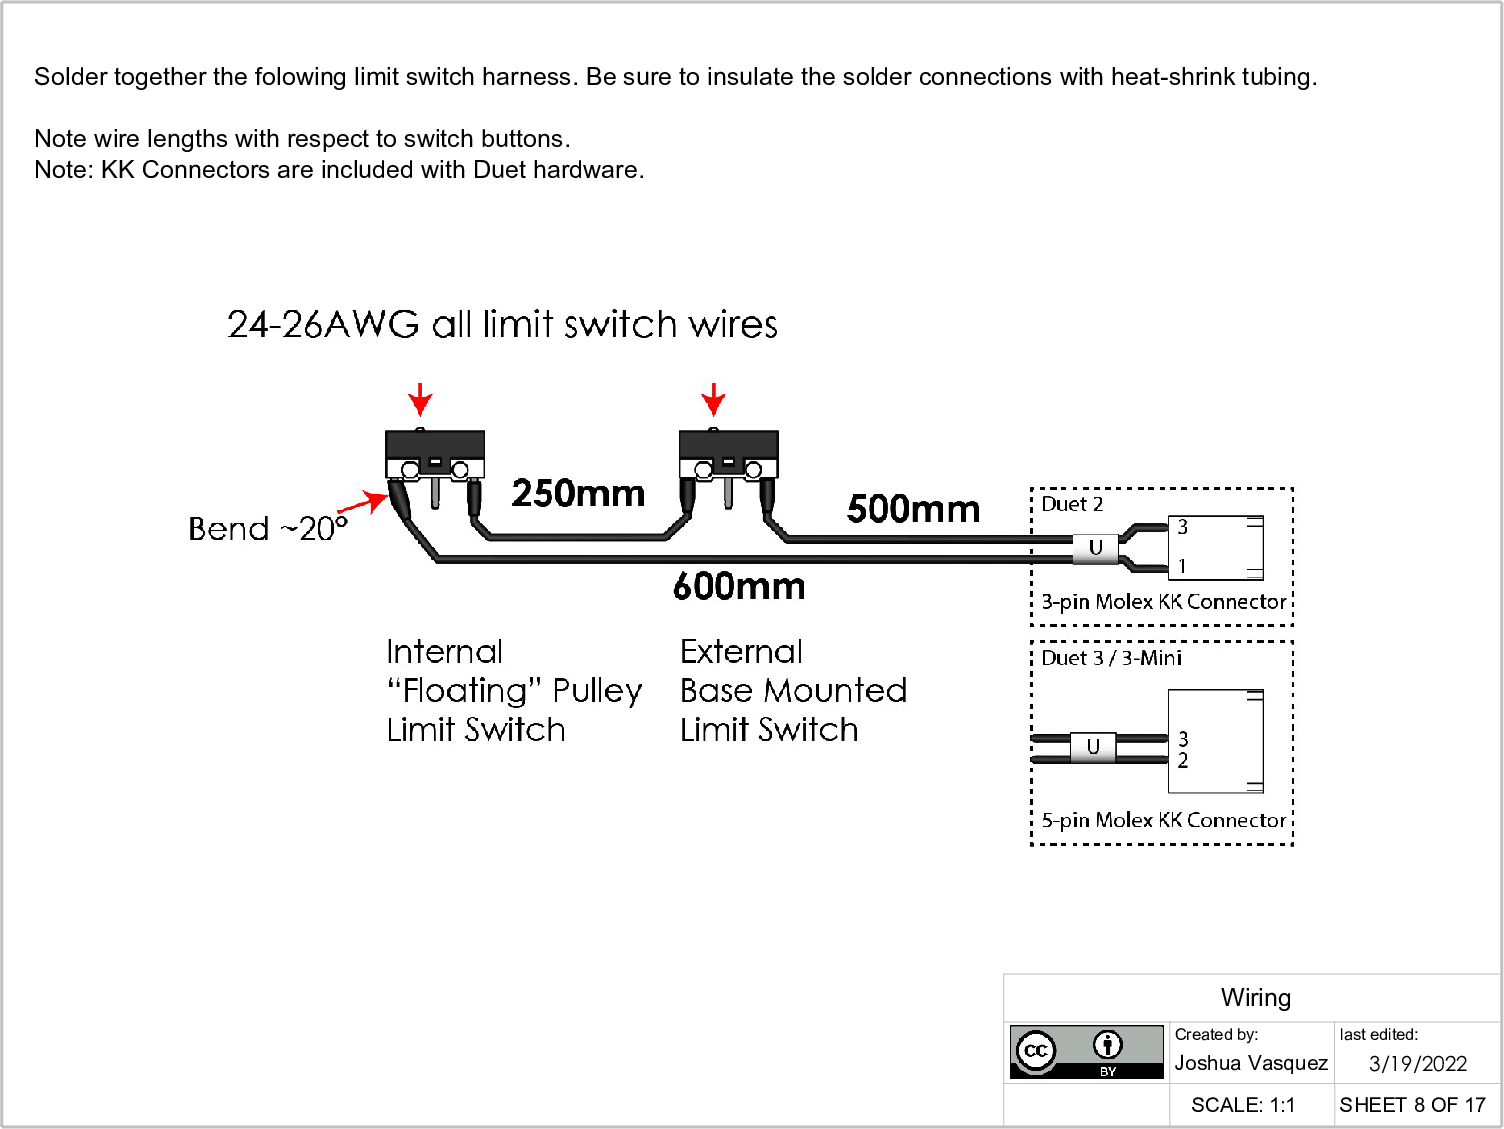 Solder together the folowing limit switch harness. Be sure to insulate the solder connections with heat-shrink tubing.
Note wire lengths with respect to switch buttons.
Note: KK Connectors are included with Duet hardware.
24-26AWG all limit switch wires
Bend ~20°
250mm
500mm
600mm
Internal
“Floating” Pulley
Limit Switch
External
Base Mounted
Limit Switch
Duet 2
U
3
1
3-pin Molex KK Connector
Duet 3 / 3-Mini
U
3
2
5-pin Molex KK Connector
Wiring
cc
BY
Created by:
Joshua Vasquez
last edited:
3/19/2022
SCALE: 1:1
SHEET 8 OF 17